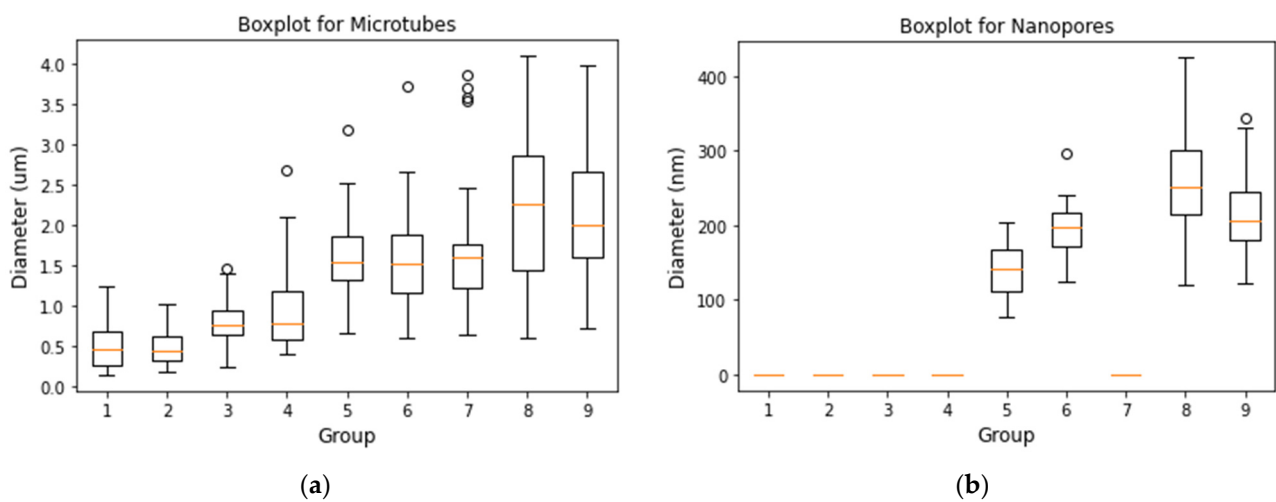 Boxplot for Microtubes
Diameter (um)
4.0
3.5
3.0
2.5
2.0
1.5
1.0
0.5
0.0
1 2 3 4 5 6 7 8 9
Group
(a)
Boxplot for Nanopores
Diameter (nm)
400
300
200
100
0
1 2 3 4 5 6 7 8 9
Group
(b)